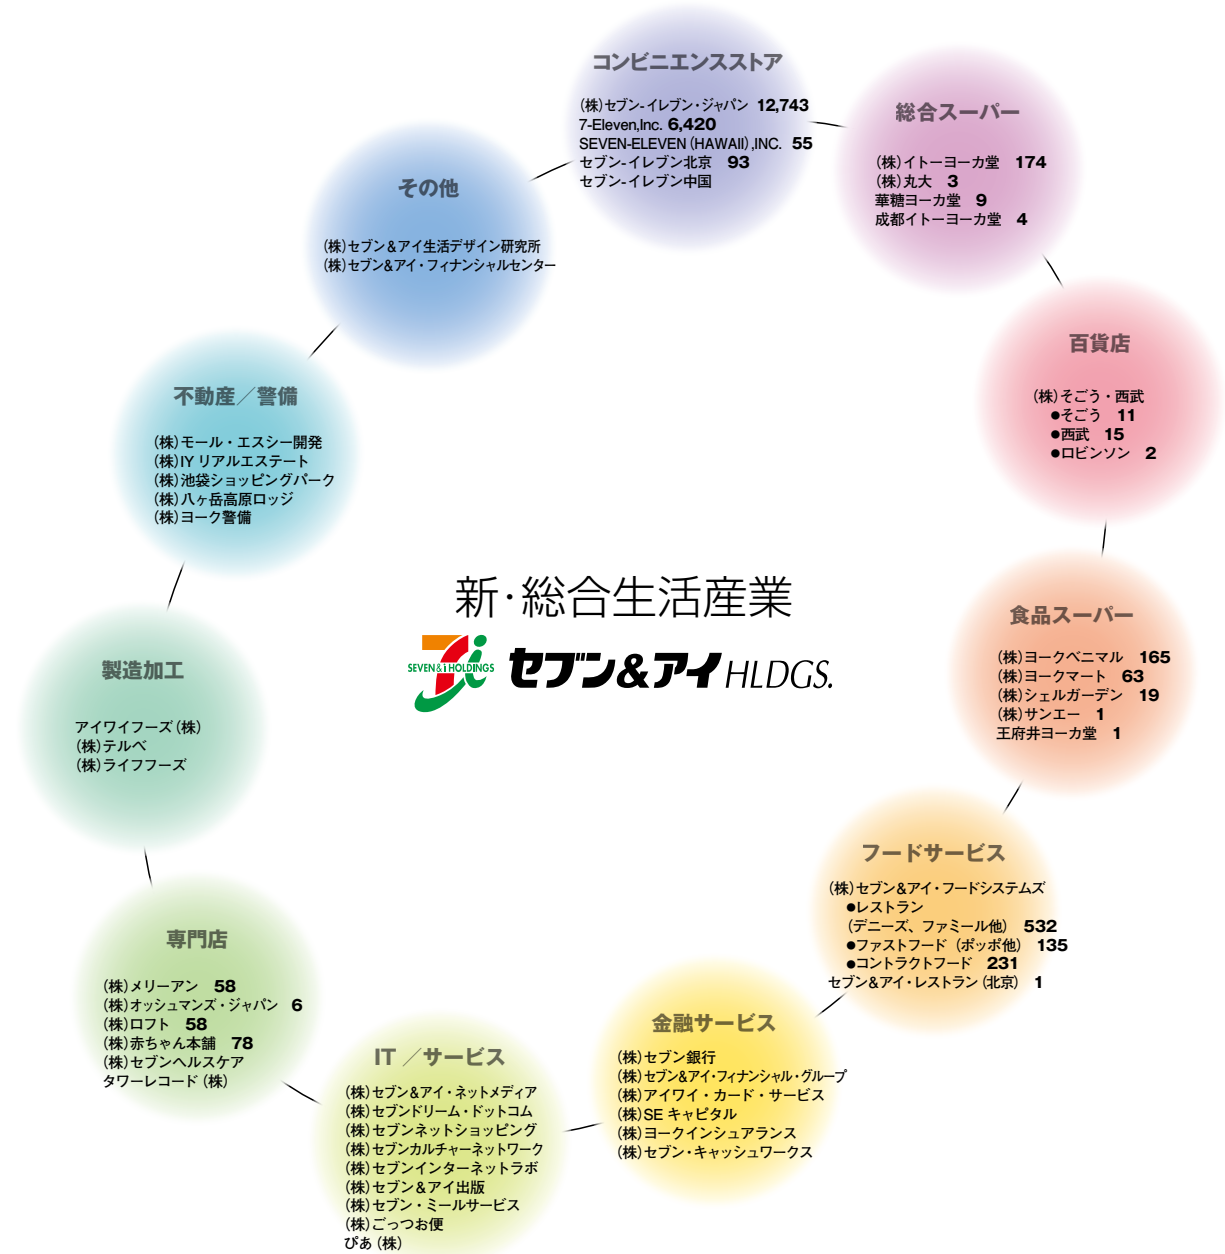 コンビニエンスストア
(株)セブン-イレブン・ジャパン 12,743
7-Eleven,Inc. 6,420
SEVEN-ELEVEN (HAWAII) ,INC. 55
セブン-イレブン北京 93
セブン-イレブン中国
総合スーパー
(株)イトーヨーカ堂 174
(株)丸大 3
華糖ヨーカ堂 9
成都イトーヨーカ堂 4
百貨店
(株)そごう・西武
●そごう 11
●西武 15
●ロビンソン 2
食品スーパー
(株)ヨークベニマル 165
(株)ヨークマート 63
(株)シェルガーデン 19
(株)サンエー 1
王府井ヨーカ堂 1
フードサービス
(株)セブン&アイ・フードシステムズ
●レストラン
(デニーズ、ファミール他) 532
●ファストフード (ポッポ他) 135
●コントラクトフード 231
セブン&アイ・レストラン (北京) 1
金融サービス
(株)セブン銀行
(株)セブン&アイ・フィナンシャル・グループ
(株)アイワイ・カード・サービス
(株)SE キャピタル
(株)ヨークインシュアランス
(株)セブン・キャッシュワークス
IT ／サービス
(株)セブン&アイ・ネットメディア
(株)セブンドリーム・ドットコム
(株)セブンネットショッピング
(株)セブンカルチャーネットワーク
(株)セブンインターネットラボ
(株)セブン&アイ出版
(株)セブン・ミールサービス
(株)ごっつお便
ぴあ (株)
専門店
(株)メリーアン 58
(株)オッシュマンズ・ジャパン 6
(株)ロフト 58
(株)赤ちゃん本舗 78
(株)セブンヘルスケア
タワーレコード (株)
製造加工
アイワイフーズ (株)
(株)テルベ
(株)ライフフーズ
不動産／警備
(株)モール・エスシー開発
(株)IY リアルエステート
(株)池袋ショッピングパーク
(株)八ヶ岳高原ロッジ
(株)ヨーク警備
その他
(株)セブン&アイ生活デザイン研究所
(株)セブン&アイ・フィナンシャルセンター
新・総合生活産業
SEVEN&i HOLDINGS
セブン&アイ HLDGS.